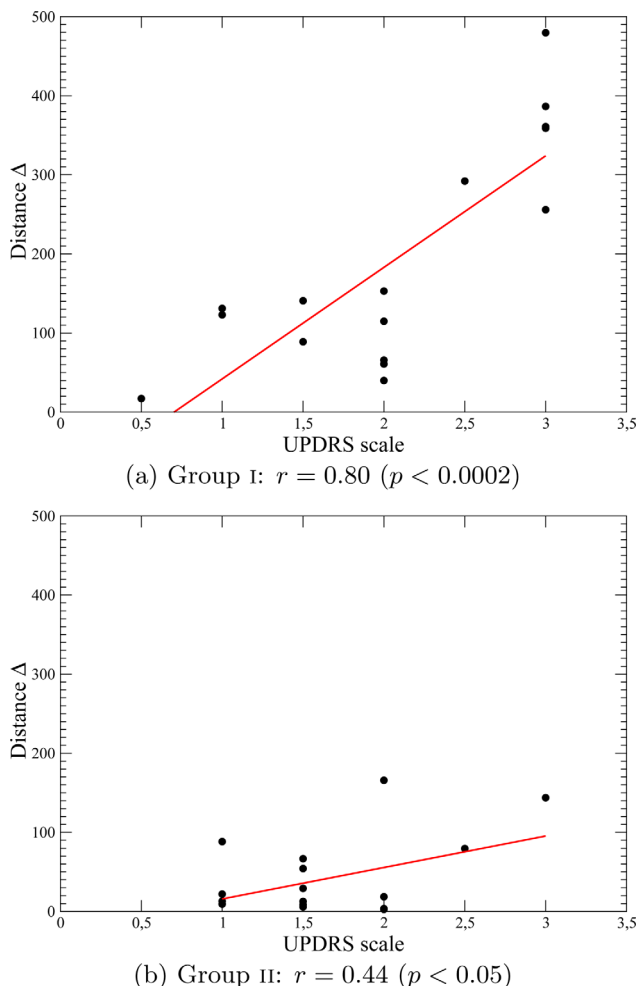 500
400
300
200
100
0
Distance Δ
0 0,5 1 1,5 2 2,5 3 3,5
UPDRS scale
(a) Group I: r = 0.80 (p < 0.0002)
500
400
300
200
100
0
Distance Δ
0 0,5 1 1,5 2 2,5 3 3,5
UPDRS scale
(b) Group II: r = 0.44 (p < 0.05)